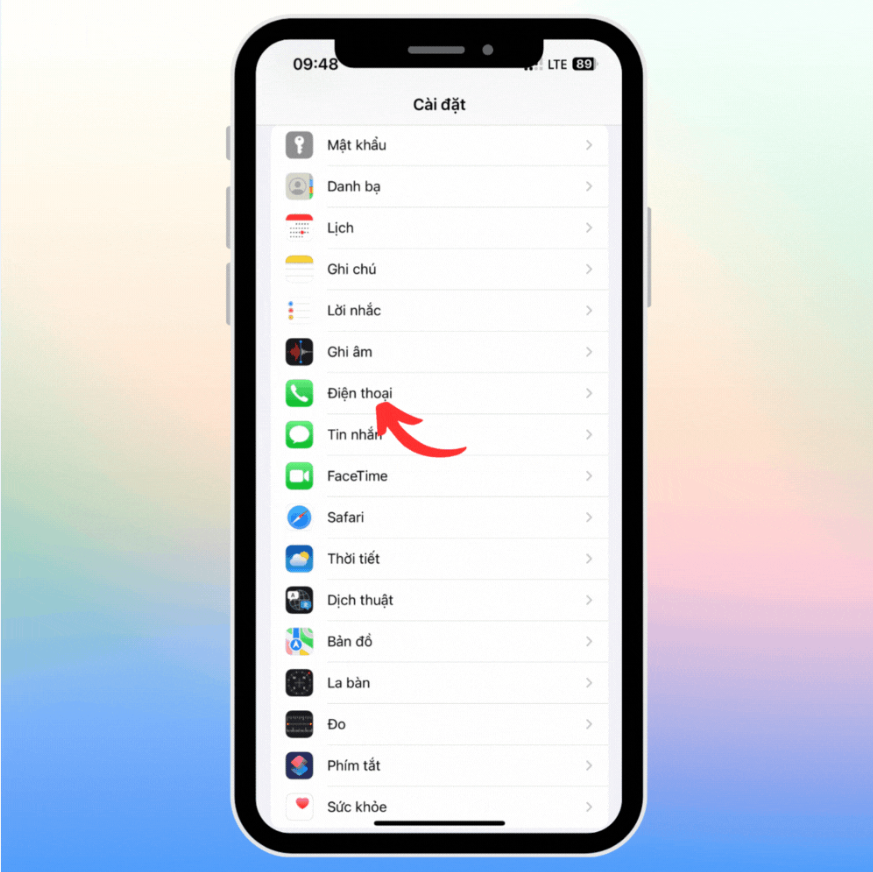 09:48
LTE 89
Cài đặt
Mật khẩu
Danh bạ
Lịch
Ghi chú
Lời nhắc
Ghi âm
Điện thoại
Tin nhắn
FaceTime
Safari
Thời tiết
Dịch thuật
Bản đồ
La bàn
Đo
Phím tắt
Sức khỏe